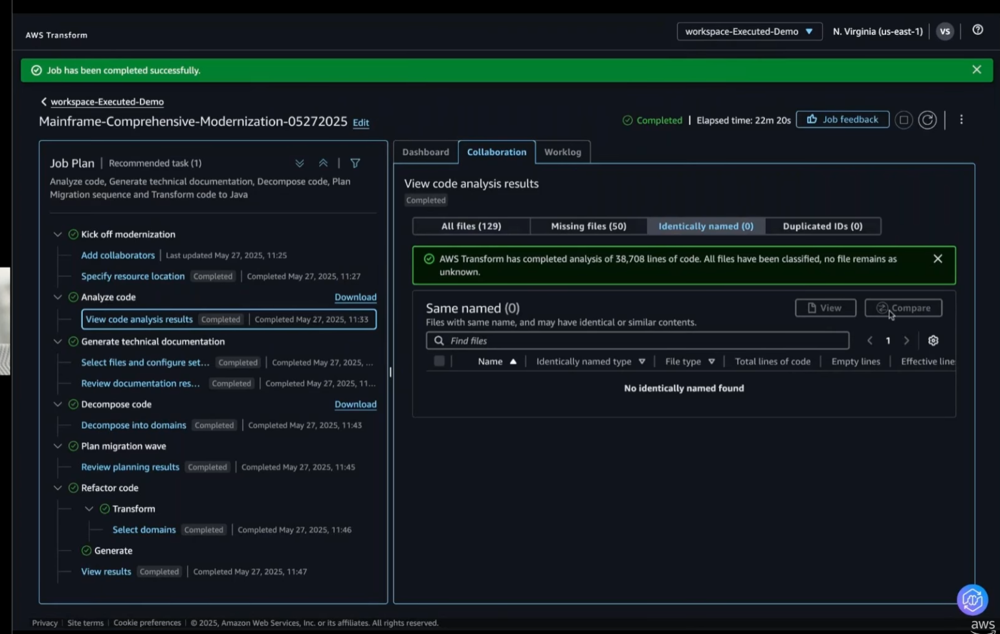 AWS Transform
workspace-Executed-Demo
N. Virginia (us-east-1)
VS
Job has been completed successfully.
workspace-Executed-Demo
Mainframe-Comprehensive-Modernization-05272025 Edit
Completed | Elapsed time: 22m 20s
Job feedback
Job Plan | Recommended task (1)
Analyze code, Generate technical documentation, Decompose code, Plan
Migration sequence and Transform code to Java
Kick off modernization
Add collaborators | Last updated May 27, 2025, 11:25
Specify resource location Completed | Completed May 27, 2025, 11:27
Analyze code Download
View code analysis results Completed | Completed May 27, 2025, 11:33
Generate technical documentation
Select files and configure set... Completed | Completed May 27, 2025, ...
Review documentation res... Completed | Completed May 27, 2025, 11...
Decompose code Download
Decompose into domains Completed | Completed May 27, 2025, 11:43
Plan migration wave
Review planning results Completed | Completed May 27, 2025, 11:45
Refactor code
Transform
Select domains Completed | Completed May 27, 2025, 11:46
Generate
View results Completed | Completed May 27, 2025, 11:47
Dashboard Collaboration Worklog
View code analysis results
Completed
All files (129) Missing files (50) Identically named (0) Duplicated IDs (0)
AWS Transform has completed analysis of 38,708 lines of code. All files have been classified, no file remains as
unknown.
Same named (0)
View Compare
Files with same name, and may have identical or similar contents.
Find files
1
Name Identically named type File type Total lines of code Empty lines Effective line
No identically named found
Privacy | Site terms | Cookie preferences | © 2025, Amazon Web Services, Inc. or its affiliates. All rights reserved.
aws